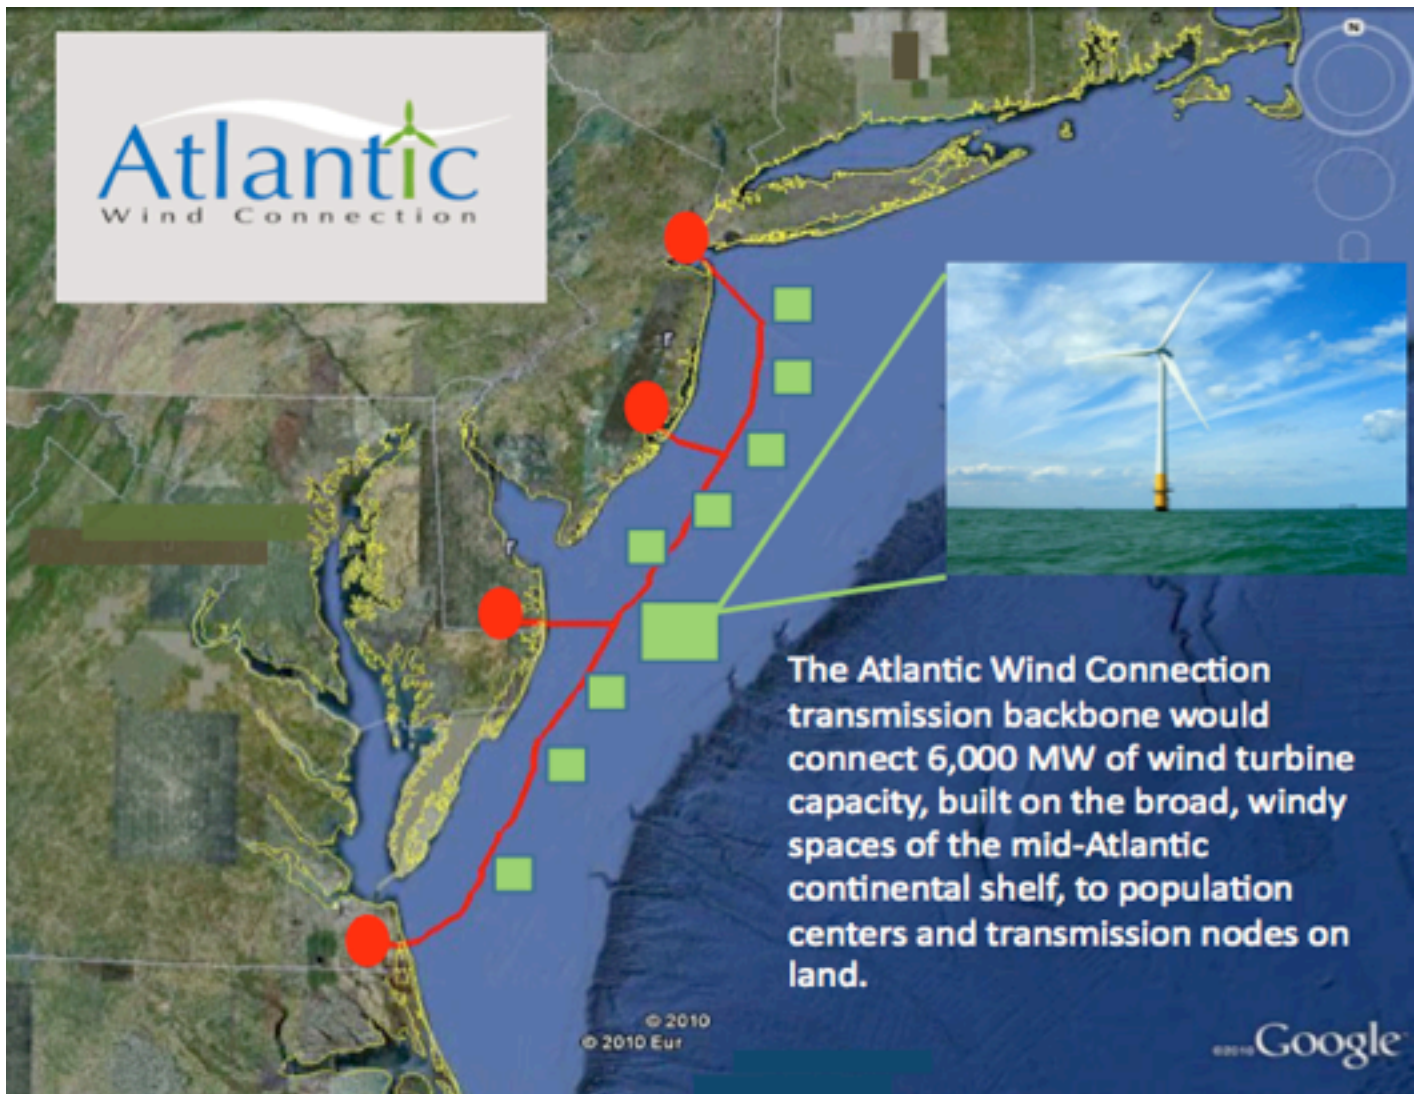 Atlantic
Wind Connection
N
r
r
The Atlantic Wind Connection
transmission backbone would
connect 6,000 MW of wind turbine
capacity, built on the broad, windy
spaces of the mid-Atlantic
continental shelf, to population
centers and transmission nodes on
land.
© 2010
© 2010 Eur
©2010 Google